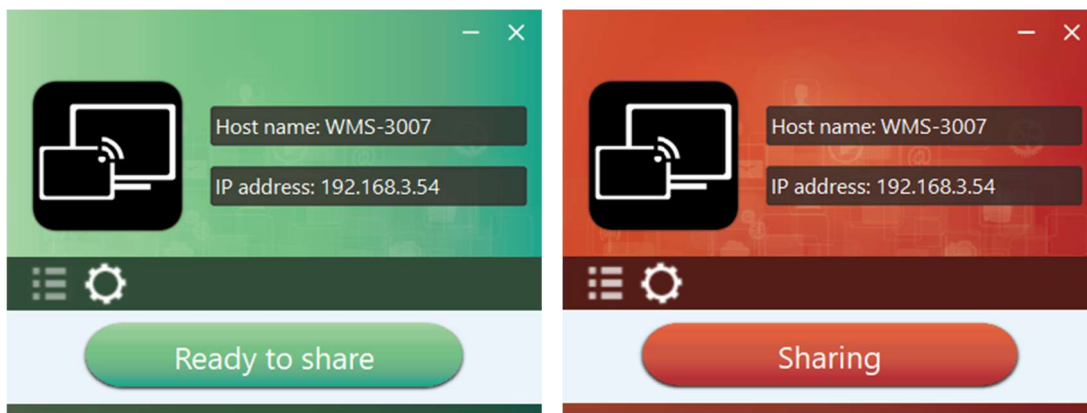 Host name: WMS-3007
IP address: 192.168.3.54
Ready to share
Host name: WMS-3007
IP address: 192.168.3.54
Sharing